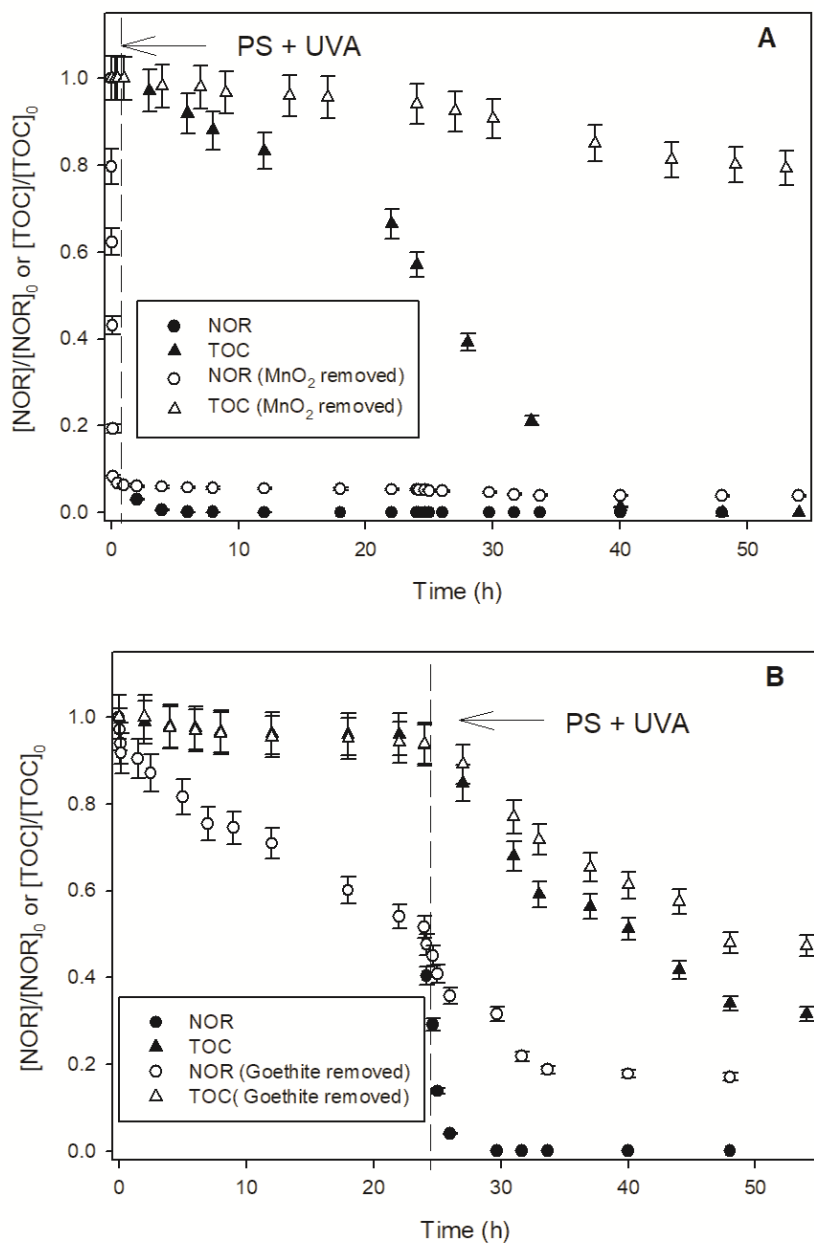 A
PS + UVA
[NOR]/[NOR]0 or [TOC]/[TOC]0
1.0
0.8
0.6
0.4
0.2
0.0
NOR
TOC
NOR (MnO2 removed)
TOC (MnO2 removed)
0 10 20 30 40 50
Time (h)
B
PS + UVA
[NOR]/[NOR]0 or [TOC]/[TOC]0
1.0
0.8
0.6
0.4
0.2
0.0
NOR
TOC
NOR (Goethite removed)
TOC( Goethite removed)
0 10 20 30 40 50
Time (h)